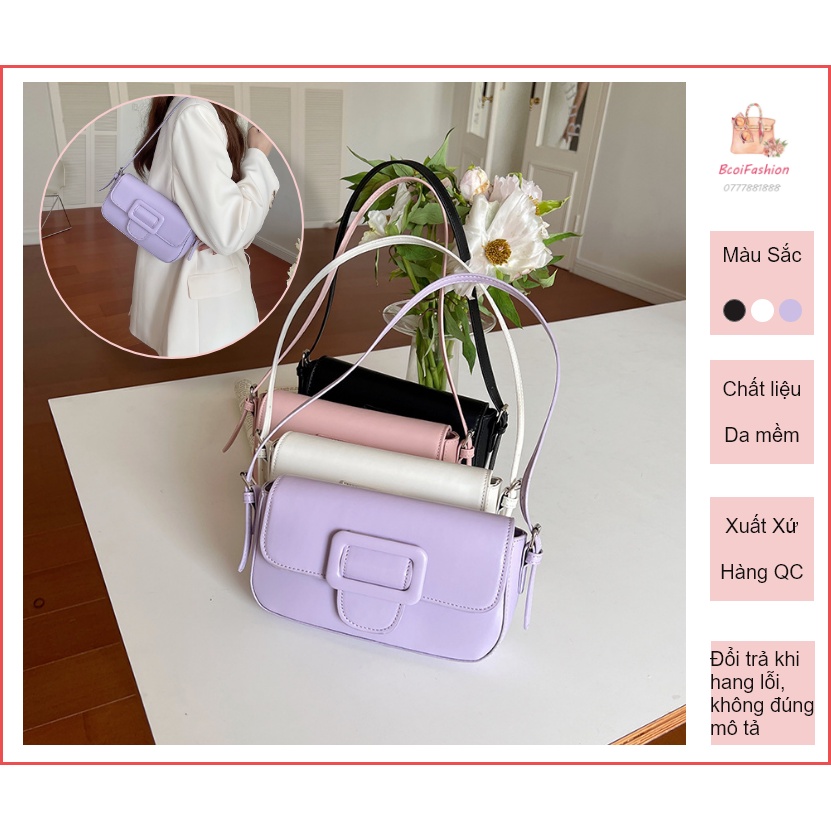 BcoiFashion
0777881888
Màu Sắc
Chất liệu
Da mềm
Xuất Xứ
Hàng QC
Đổi trả khi
hang lỗi,
không đúng
mô tả